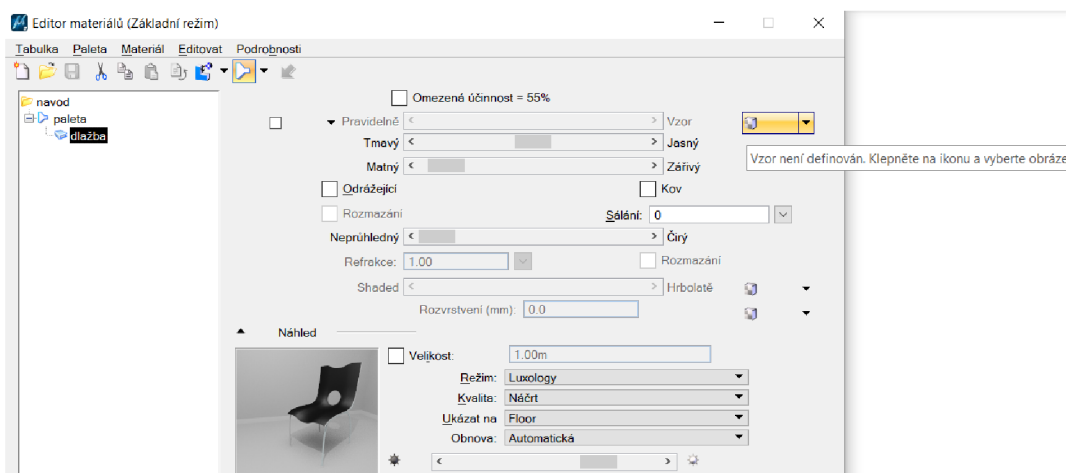 Editor materiálů (Základní režim)
Tabulka Paleta Materiál Editovat Podrobnosti
navod
paleta
dlažba
Omezená účinnost = 55%
Pravidelně Vzor
Tmavý Jasný
Vzor není definován. Klepněte na ikonu a vyberte obráze
Matný Zářivý
Odrážející Kov
Rozmazání Sálání: 0
Neprůhledný Čirý
Refrakce: 1.00 Rozmazání
Shaded Hrbolatě
Rozvrstvení (mm): 0.0
Náhled
Velikost: 1.00m
Režim: Luxology
Kvalita: Náčrt
Ukázat na Floor
Obnova: Automatická